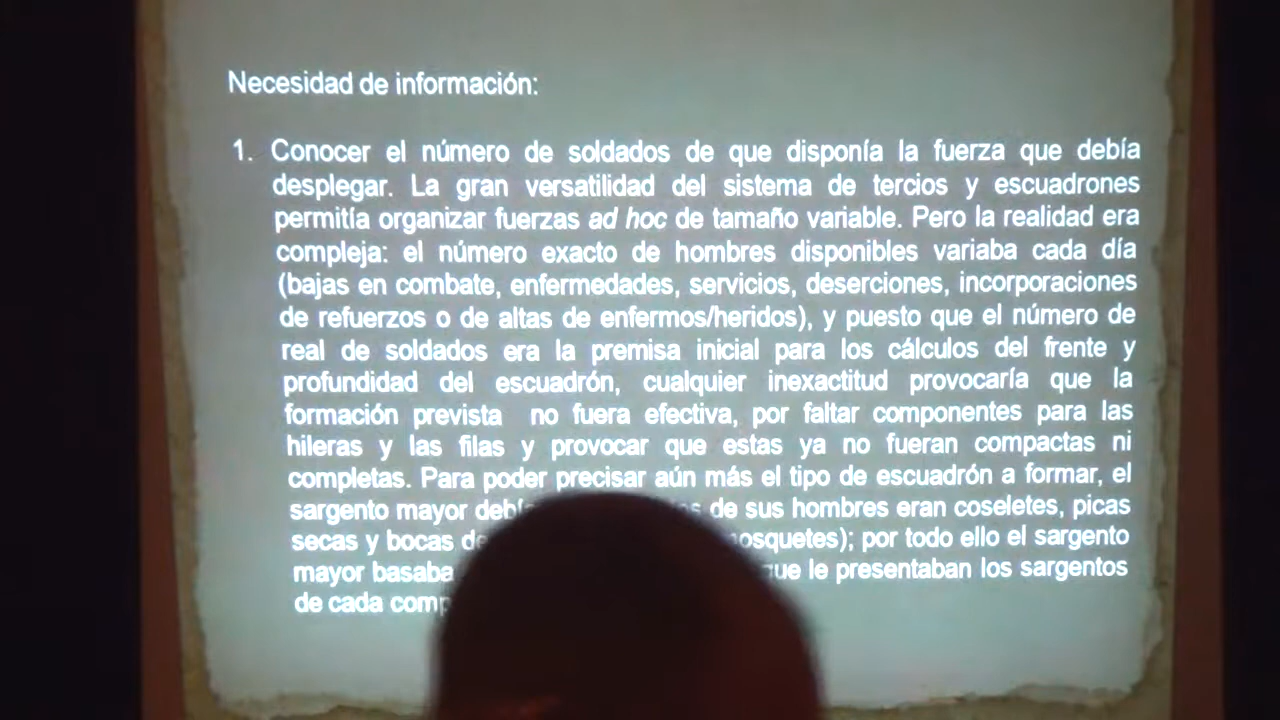 Necesidad de información:
1. Conocer el número de soldados de que disponía la fuerza que debía
desplegar. La gran versatilidad del sistema de tercios y escuadrones
permitía organizar fuerzas ad hoc de tamaño variable. Pero la realidad era
compleja: el número exacto de hombres disponibles variaba cada día
(bajas en combate, enfermedades, servicios, deserciones, incorporaciones
de refuerzos o de altas de enfermos/heridos), y puesto que el número de
real de soldados era la premisa inicial para los cálculos del frente y
profundidad del escuadrón, cualquier inexactitud provocaría que la
formación prevista no fuera efectiva, por faltar componentes para las
hileras y las filas y provocar que estas ya no fueran compactas ni
completas. Para poder precisar aún más el tipo de escuadrón a formar, el
sargento mayor de sus hombres eran coseletes, picas
secas y bocas mosquetes); por todo ello el sargento
mayor basaba que le presentaban los sargentos
de cada